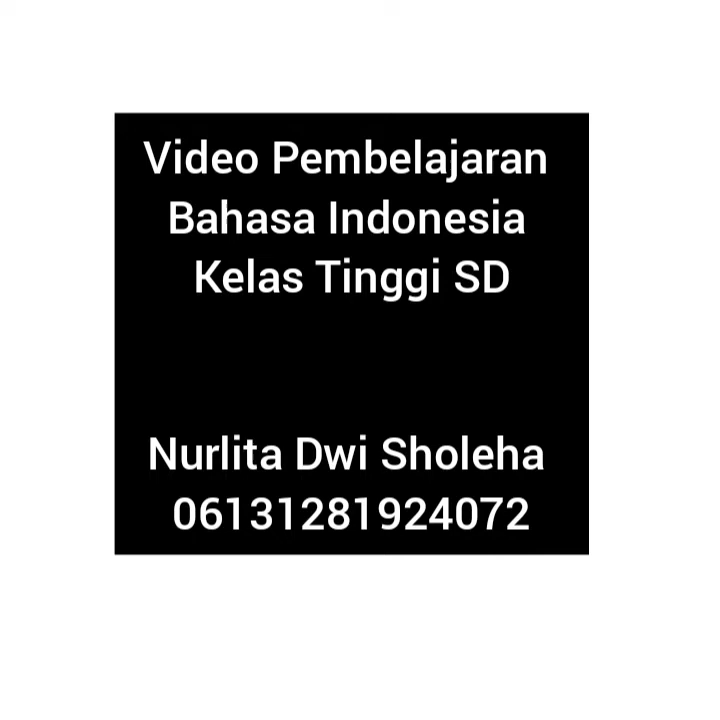 Video Pembelajaran
Bahasa Indonesia
Kelas Tinggi SD
Nurlita Dwi Sholeha
06131281924072